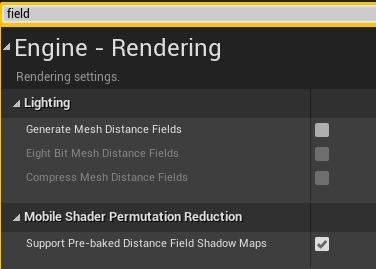 field
Engine - Rendering
Rendering settings.
Lighting
Generate Mesh Distance Fields
Eight Bit Mesh Distance Fields
Compress Mesh Distance Fields
Mobile Shader Permutation Reduction
Support Pre-baked Distance Field Shadow Maps